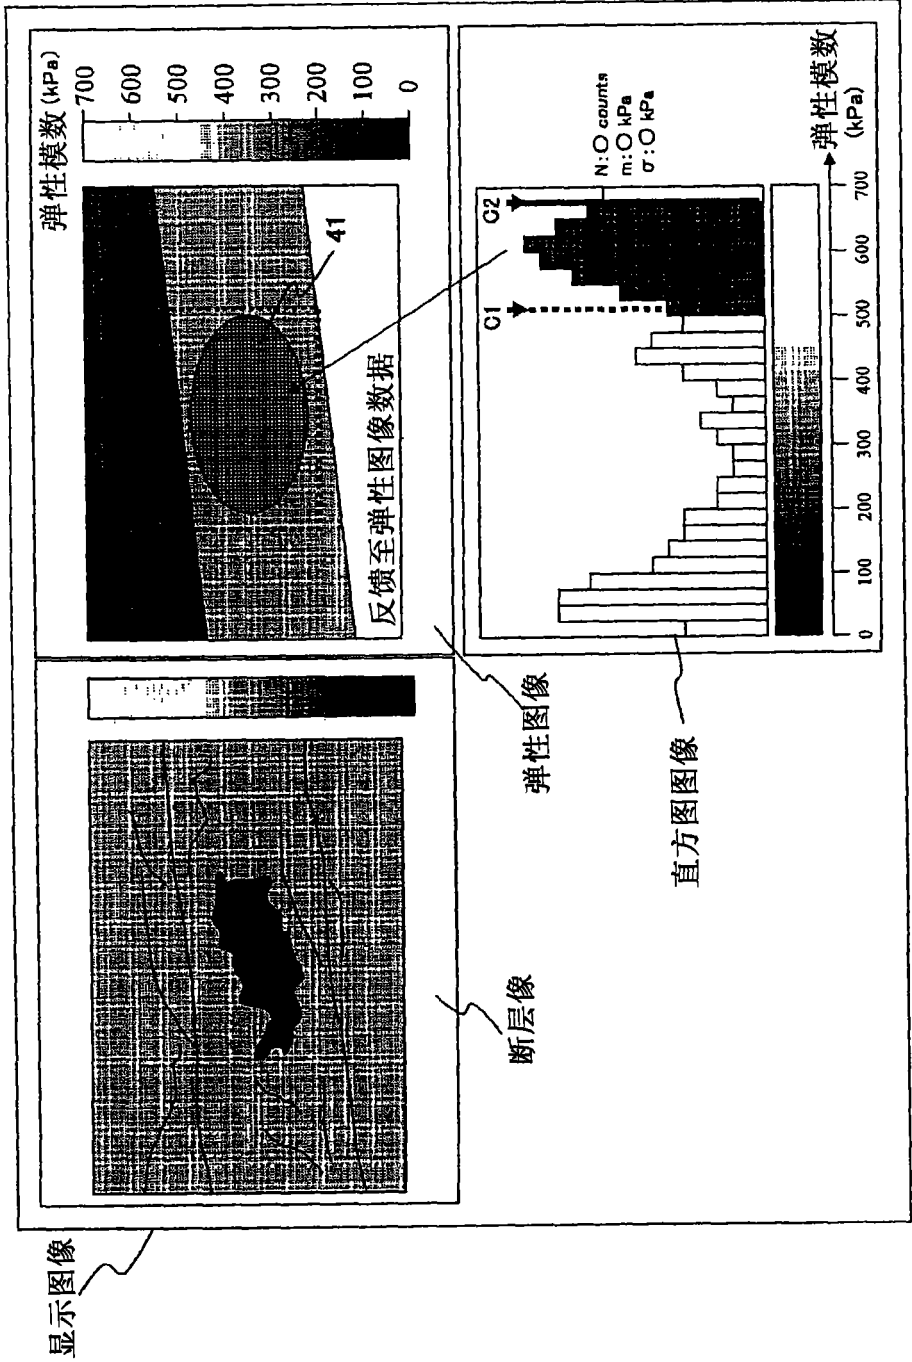 显示图像
断层像
弹性图像
弹性模数 (kPa)
700
600
500
400
300
200
100
0
41
反馈至弹性图像数据
直方图图像
C1
C2
N:〇 counts
m:〇 kPa
σ:〇 kPa
0
100
200
300
400
500
600
700
弹性模数
(kPa)